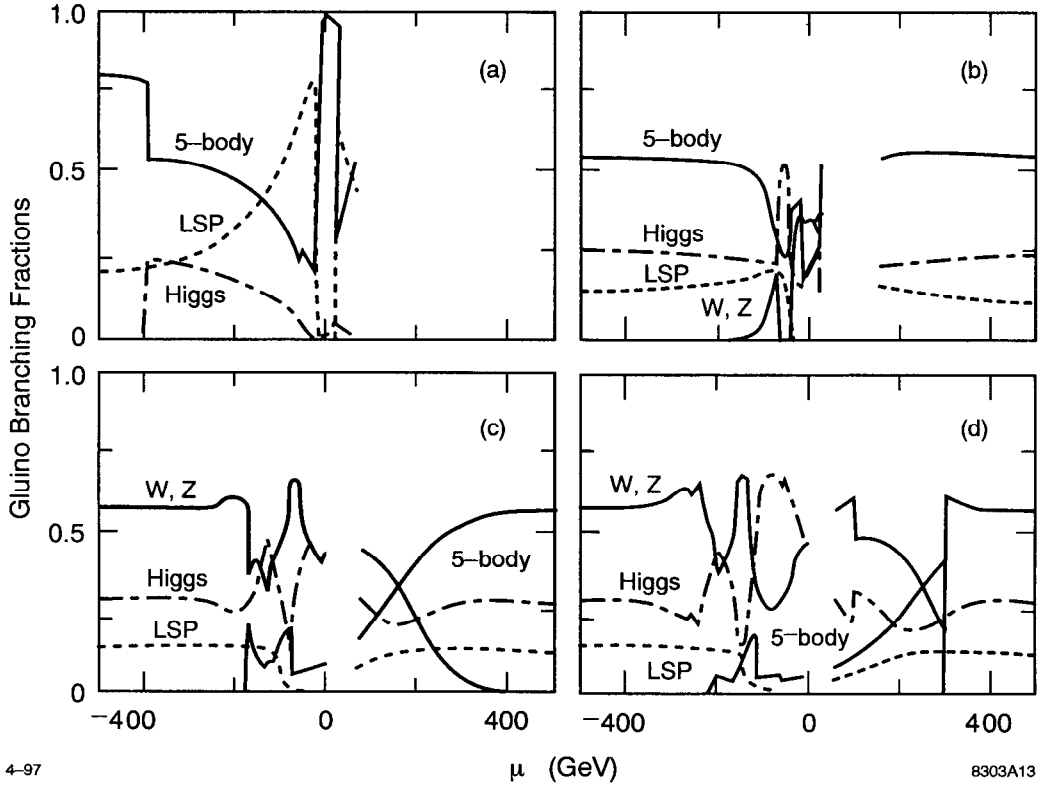 1.0
(a)
(b)
5–body
5–body
0.5
LSP
Higgs
Higgs
LSP
W, Z
0
Gluino Branching Fractions
1.0
(c)
(d)
W, Z
W, Z
0.5
5–body
Higgs
Higgs
5–body
LSP
LSP
0
–400 0 400
–400 0 400
4–97
μ (GeV)
8303A13